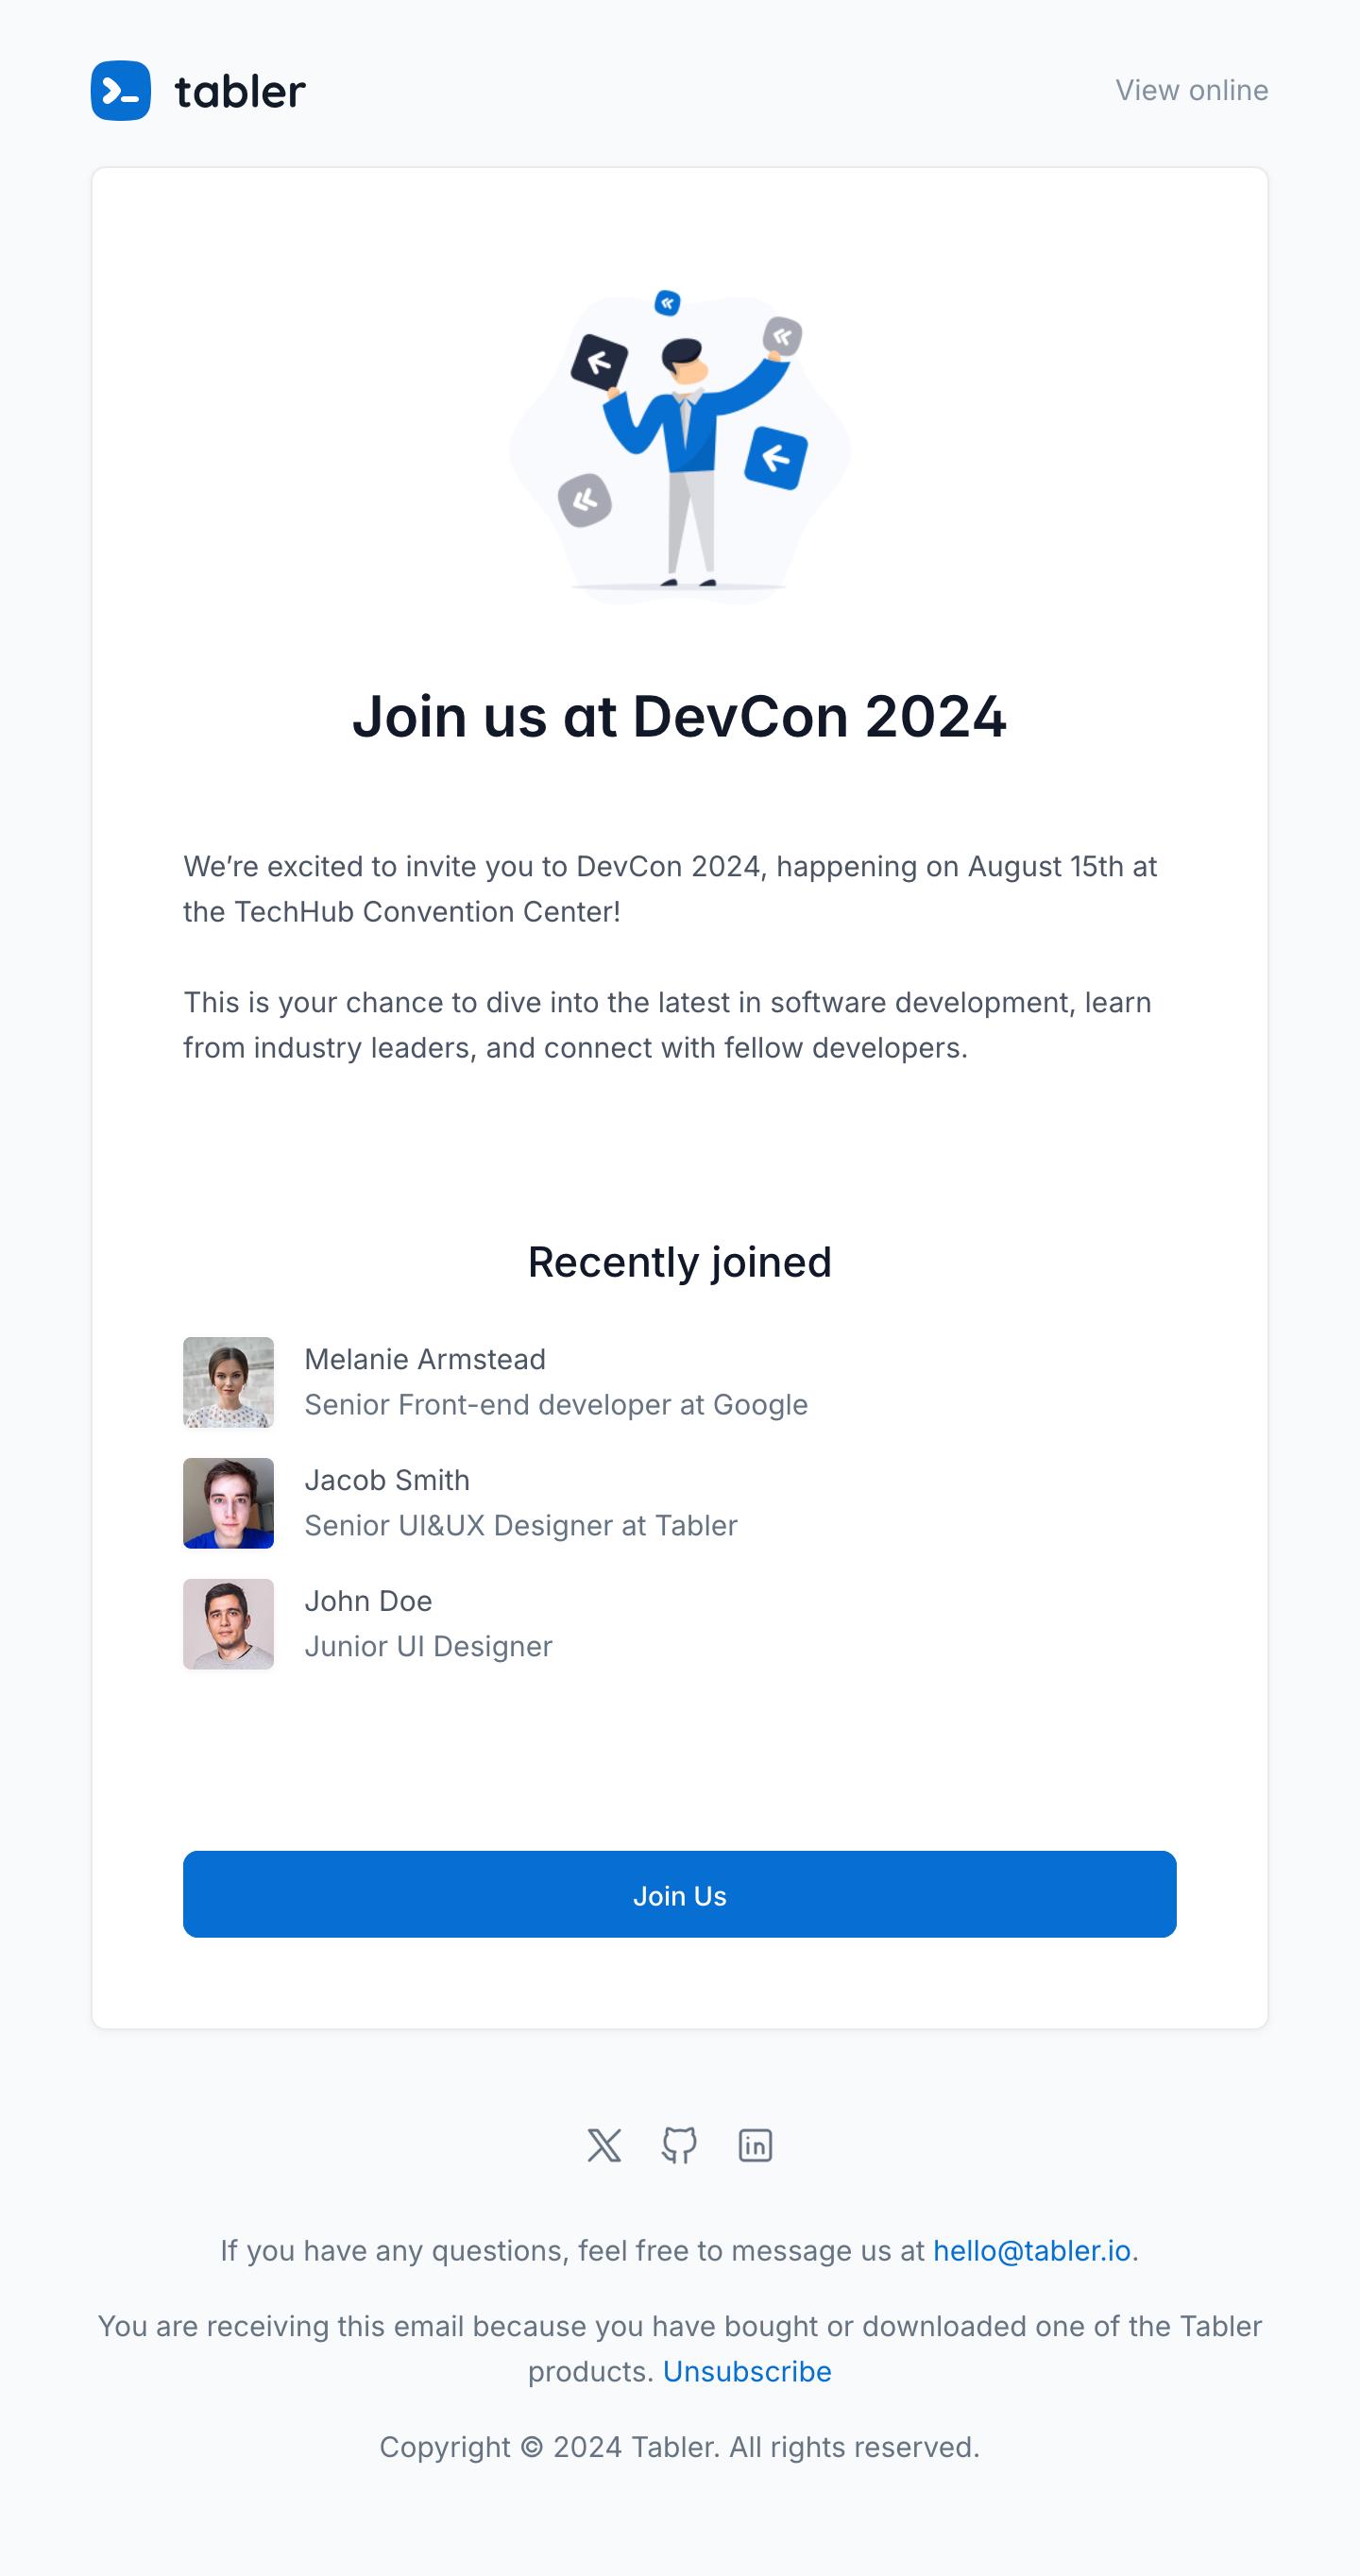 tabler
View online
Join us at DevCon 2024
We’re excited to invite you to DevCon 2024, happening on August 15th at
the TechHub Convention Center!
This is your chance to dive into the latest in software development, learn
from industry leaders, and connect with fellow developers.
Recently joined
Melanie Armstead
Senior Front-end developer at Google
Jacob Smith
Senior UI&UX Designer at Tabler
John Doe
Junior UI Designer
Join Us
If you have any questions, feel free to message us at hello@tabler.io.
You are receiving this email because you have bought or downloaded one of the Tabler
products. Unsubscribe
Copyright © 2024 Tabler. All rights reserved.